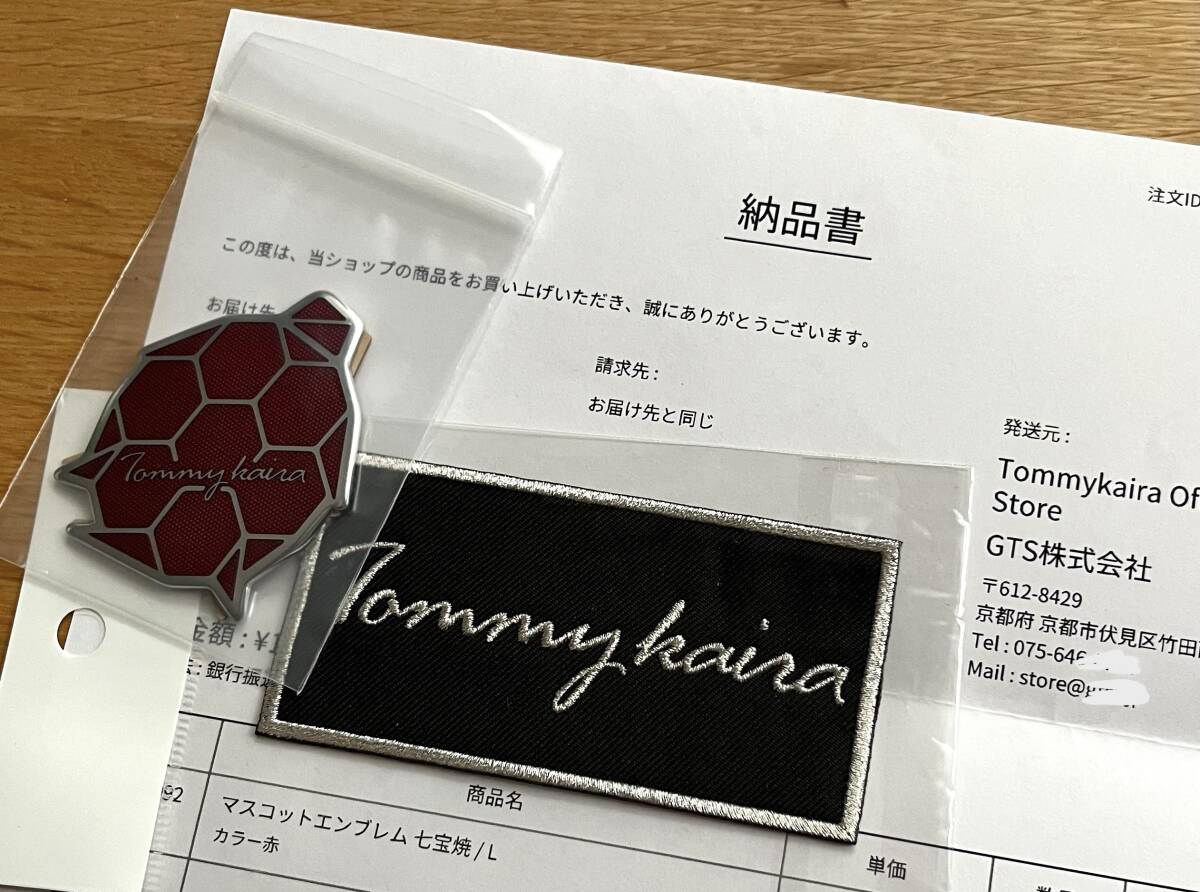 注文ID
納品書
この度は、当ショップの商品をお買い上げいただき、誠にありがとうございます。
お届け先
請求先 :
お届け先と同じ
発送元 :
Tommykaira Of
Store
GTS株式会社
〒612-8429
京都府 京都市伏見区竹田
Tel : 075-646
Mail : store@
Tommykaira
Tommykaira
金額 : ¥1
: 銀行振込
商品名
単価
92
マスコットエンブレム 七宝焼 / L
カラー赤